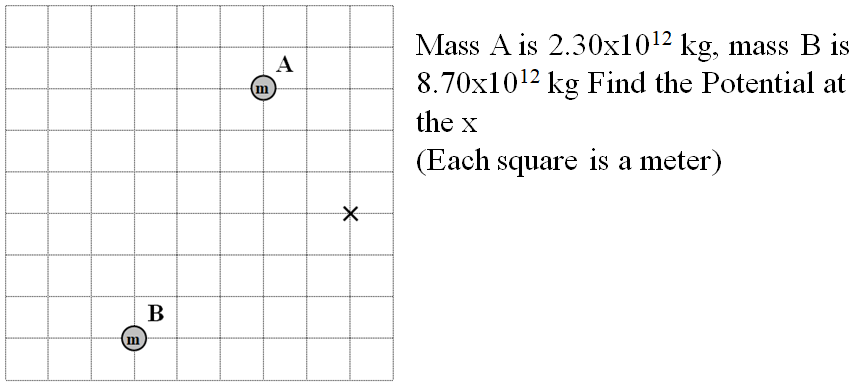 A
m
Mass A is 2.30x10¹² kg, mass B is
8.70x10¹² kg Find the Potential at
the x
(Each square is a meter)
×
B
m